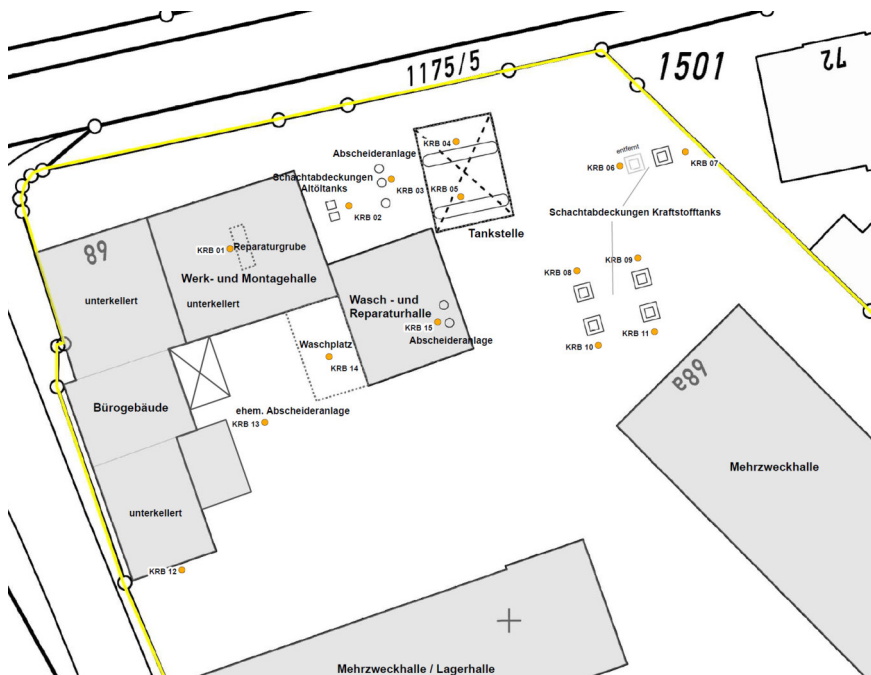 1175/5
1501
72
KRB 04
Abscheideranlage
entfernt
KRB 06
KRB 07
Schachtabdeckungen
Altöltanks
KRB 03
KRB 05
KRB 02
Schachtabdeckungen Kraftstofftanks
Tankstelle
68
KRB 01
Reparaturgrube
Werk- und Montagehalle
unterkellert
unterkellert
KRB 09
KRB 08
Wasch - und
Reparaturhalle
KRB 15
Abscheideranlage
KRB 11
KRB 10
Waschplatz
KRB 14
68a
Bürogebäude
ehem. Abscheideranlage
KRB 13
Mehrzweckhalle
unterkellert
KRB 12
Mehrzweckhalle / Lagerhalle